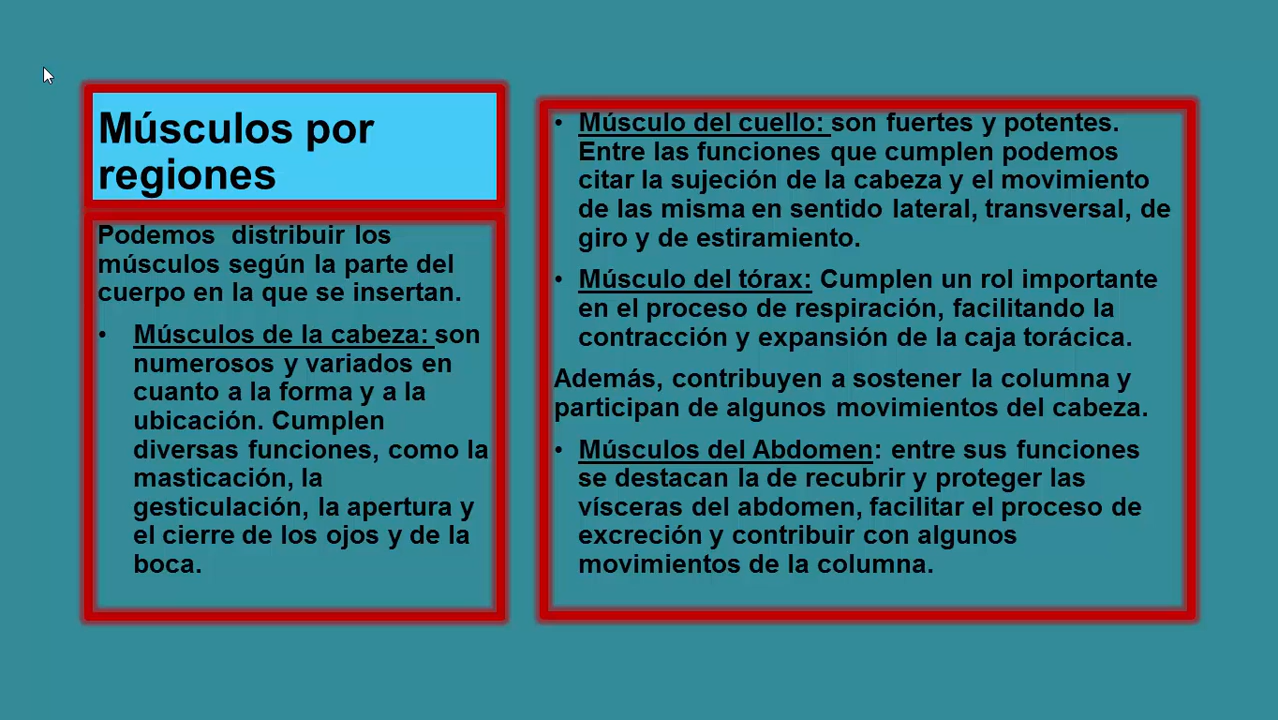 Músculos por
regiones
Podemos distribuir los
músculos según la parte del
cuerpo en la que se insertan.
• Músculos de la cabeza: son
numerosos y variados en
cuanto a la forma y a la
ubicación. Cumplen
diversas funciones, como la
masticación, la
gesticulación, la apertura y
el cierre de los ojos y de la
boca.
• Músculo del cuello: son fuertes y potentes.
Entre las funciones que cumplen podemos
citar la sujeción de la cabeza y el movimiento
de las misma en sentido lateral, transversal, de
giro y de estiramiento.
• Músculo del tórax: Cumplen un rol importante
en el proceso de respiración, facilitando la
contracción y expansión de la caja torácica.
Además, contribuyen a sostener la columna y
participan de algunos movimientos del cabeza.
• Músculos del Abdomen: entre sus funciones
se destacan la de recubrir y proteger las
vísceras del abdomen, facilitar el proceso de
excreción y contribuir con algunos
movimientos de la columna.